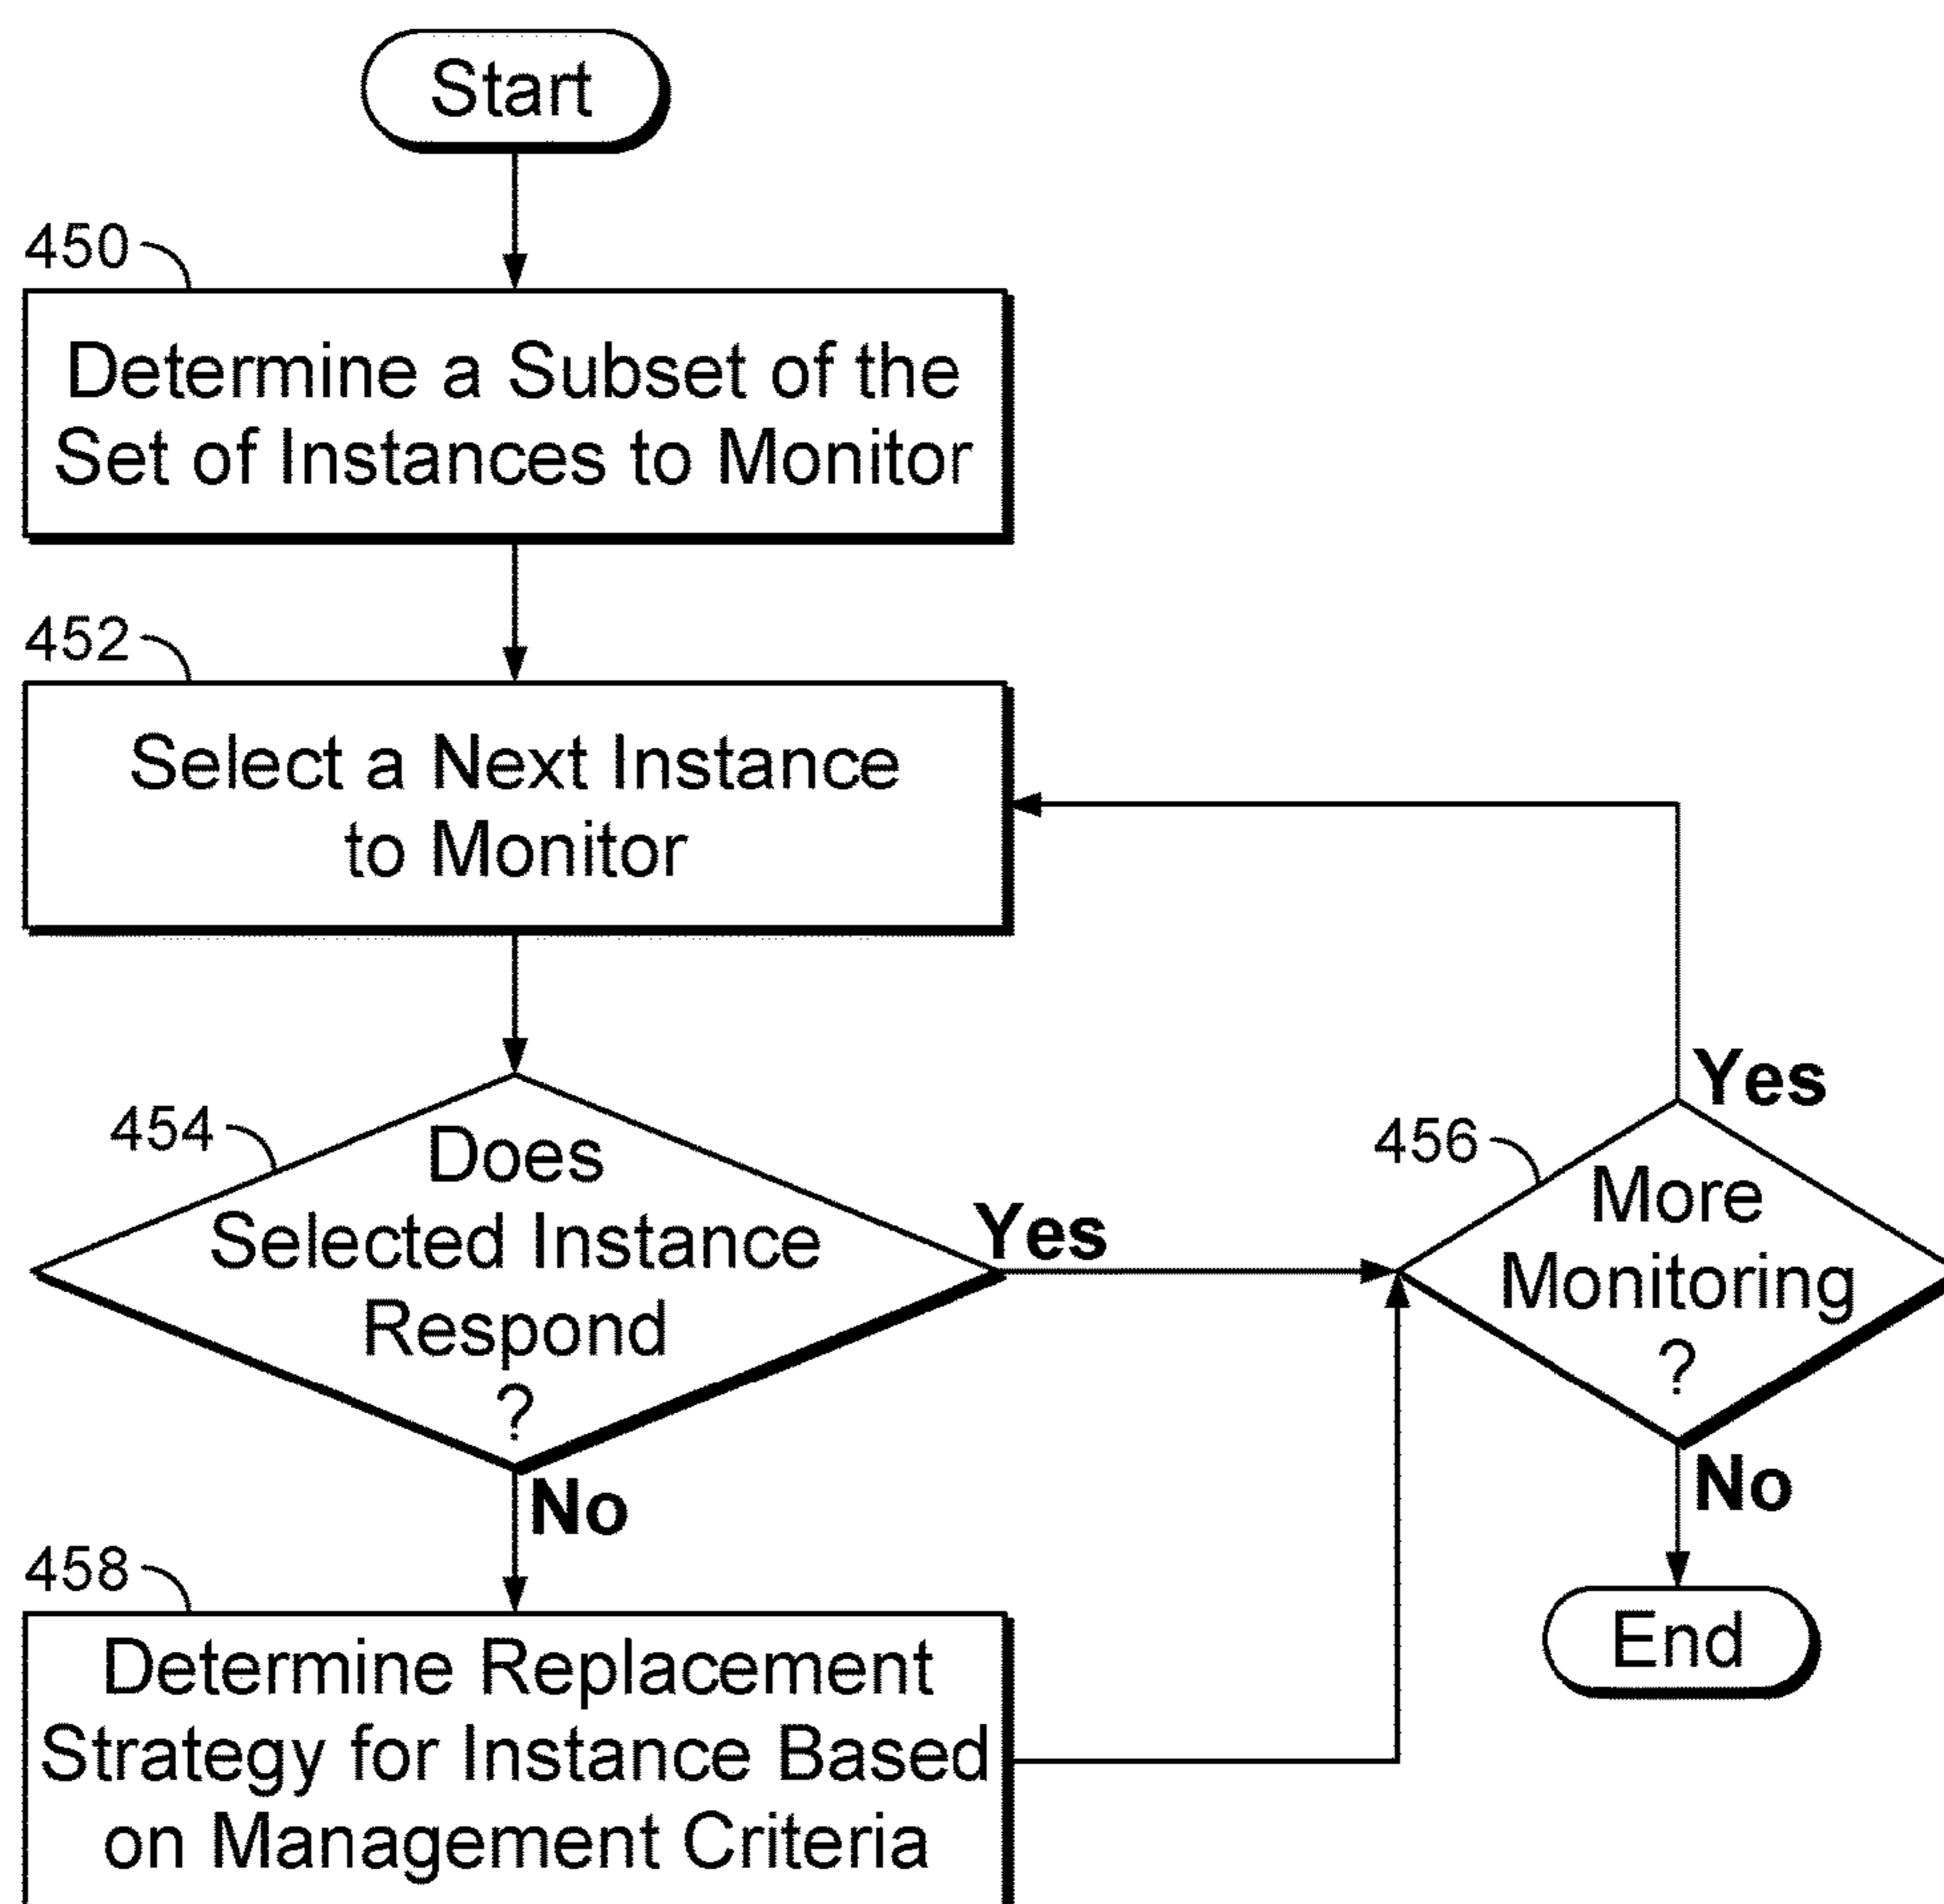 Start
450
Determine a Subset of the
Set of Instances to Monitor
452
Select a Next Instance
to Monitor
454
Does
Selected Instance
Respond
?
Yes
No
456
More
Monitoring
?
Yes
No
End
458
Determine Replacement
Strategy for Instance Based
on Management Criteria